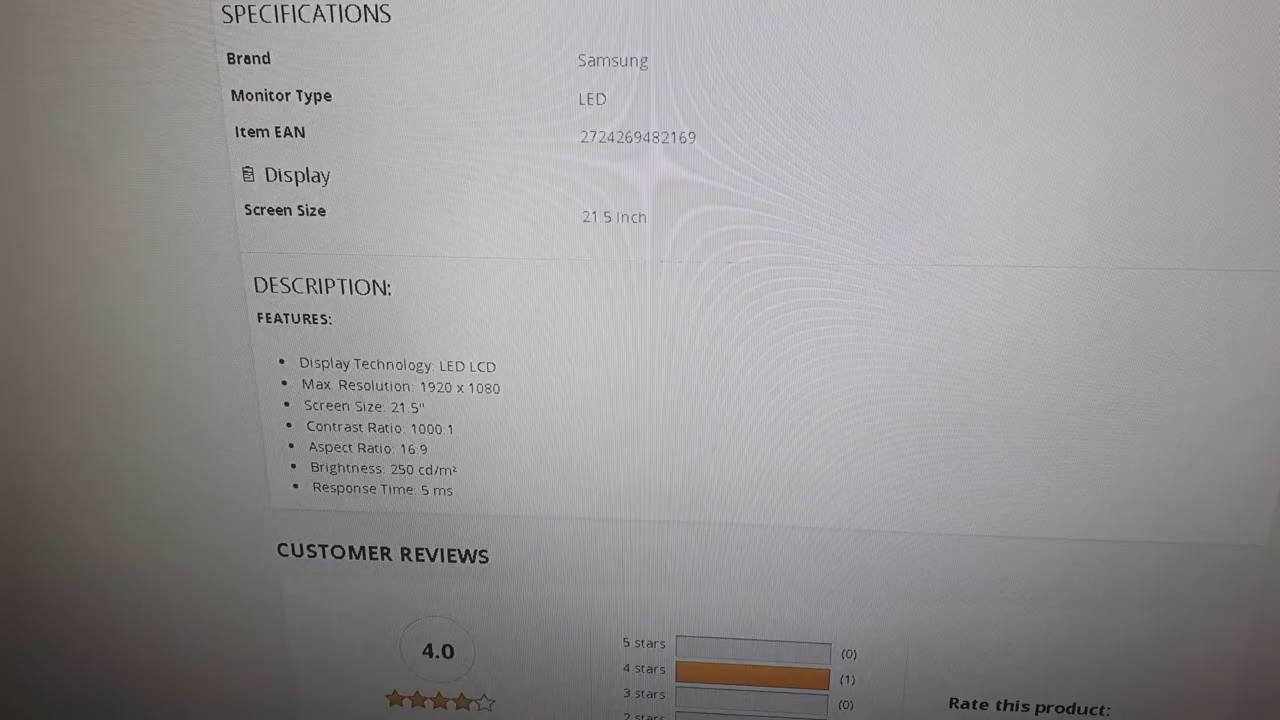 SPECIFICATIONS
Brand Samsung
Monitor Type LED
Item EAN 2724269482169
Display
Screen Size 21.5 Inch
DESCRIPTION:
FEATURES:
• Display Technology: LED LCD
• Max. Resolution: 1920 x 1080
• Screen Size: 21.5"
• Contrast Ratio: 1000:1
• Aspect Ratio: 16:9
• Brightness: 250 cd/m²
• Response Time: 5 ms
CUSTOMER REVIEWS
4.0
5 stars (0)
4 stars (1)
3 stars (0)
2 stars
Rate this product: